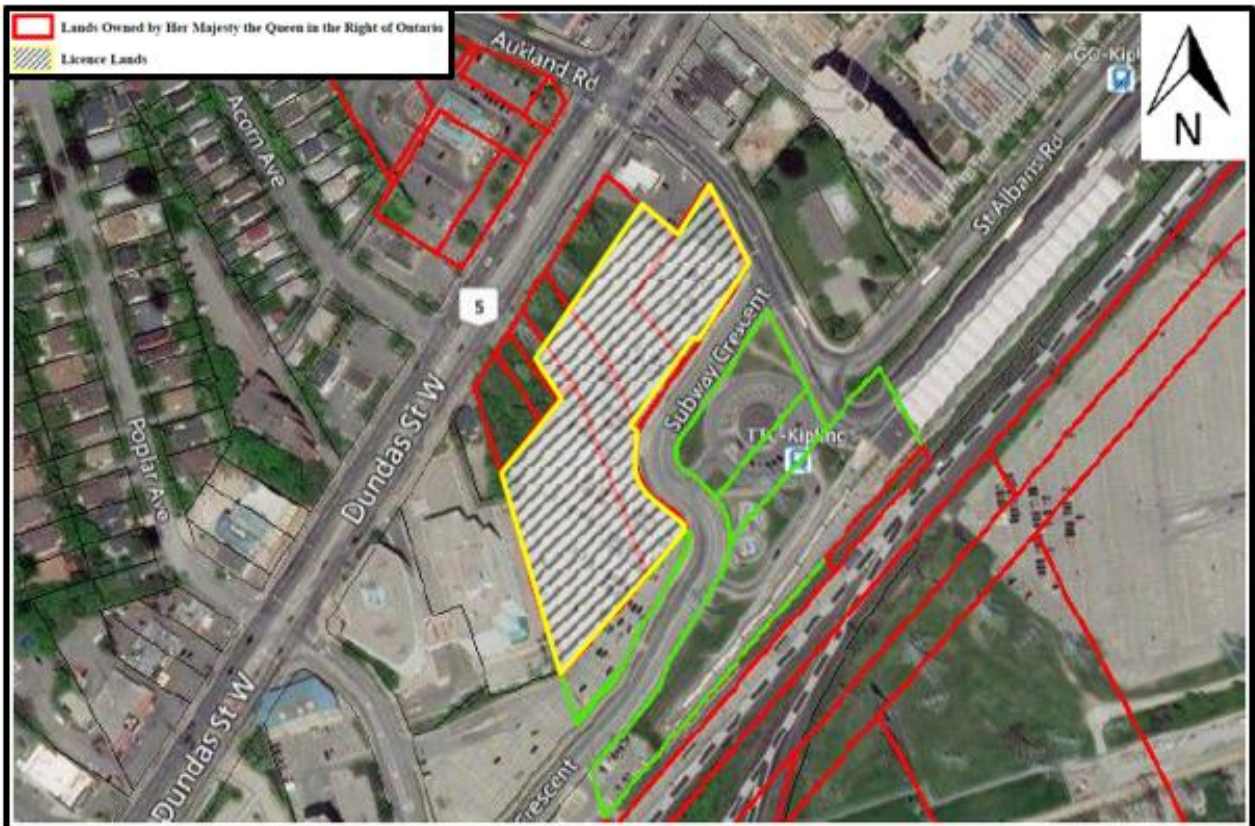 Lands Owned by Her Majesty the Queen in the Right of Ontario
Licence Lands
Aukland Rd
GO-Kipl
N
Acorn Ave
St Albans Rd
5
Subway Crescent
TTC-Kipling
Poplar Ave
Dundas St W
Dundas St W
Crescent